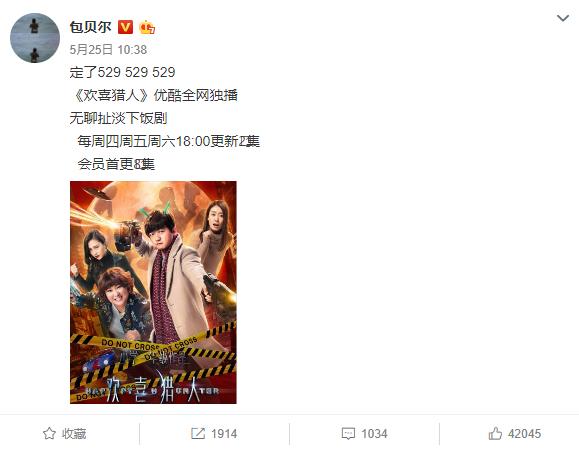 包贝尔
5月25日 10:38
定了529 529 529
《欢喜猎人》优酷全网独播
无聊扯淡下饭剧
每周四周五周六18:00更新2集
会员首更8集
DO NOT CROSS
DO NOT CROSS
欢喜猎人
收藏
1914
1034
42045